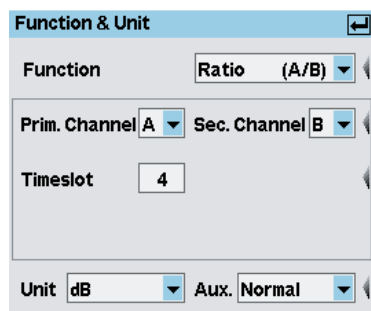 Function & Unit
Function Ratio (A/B)
Prim. Channel A Sec. Channel B
Timeslot 4
Unit dB Aux. Normal